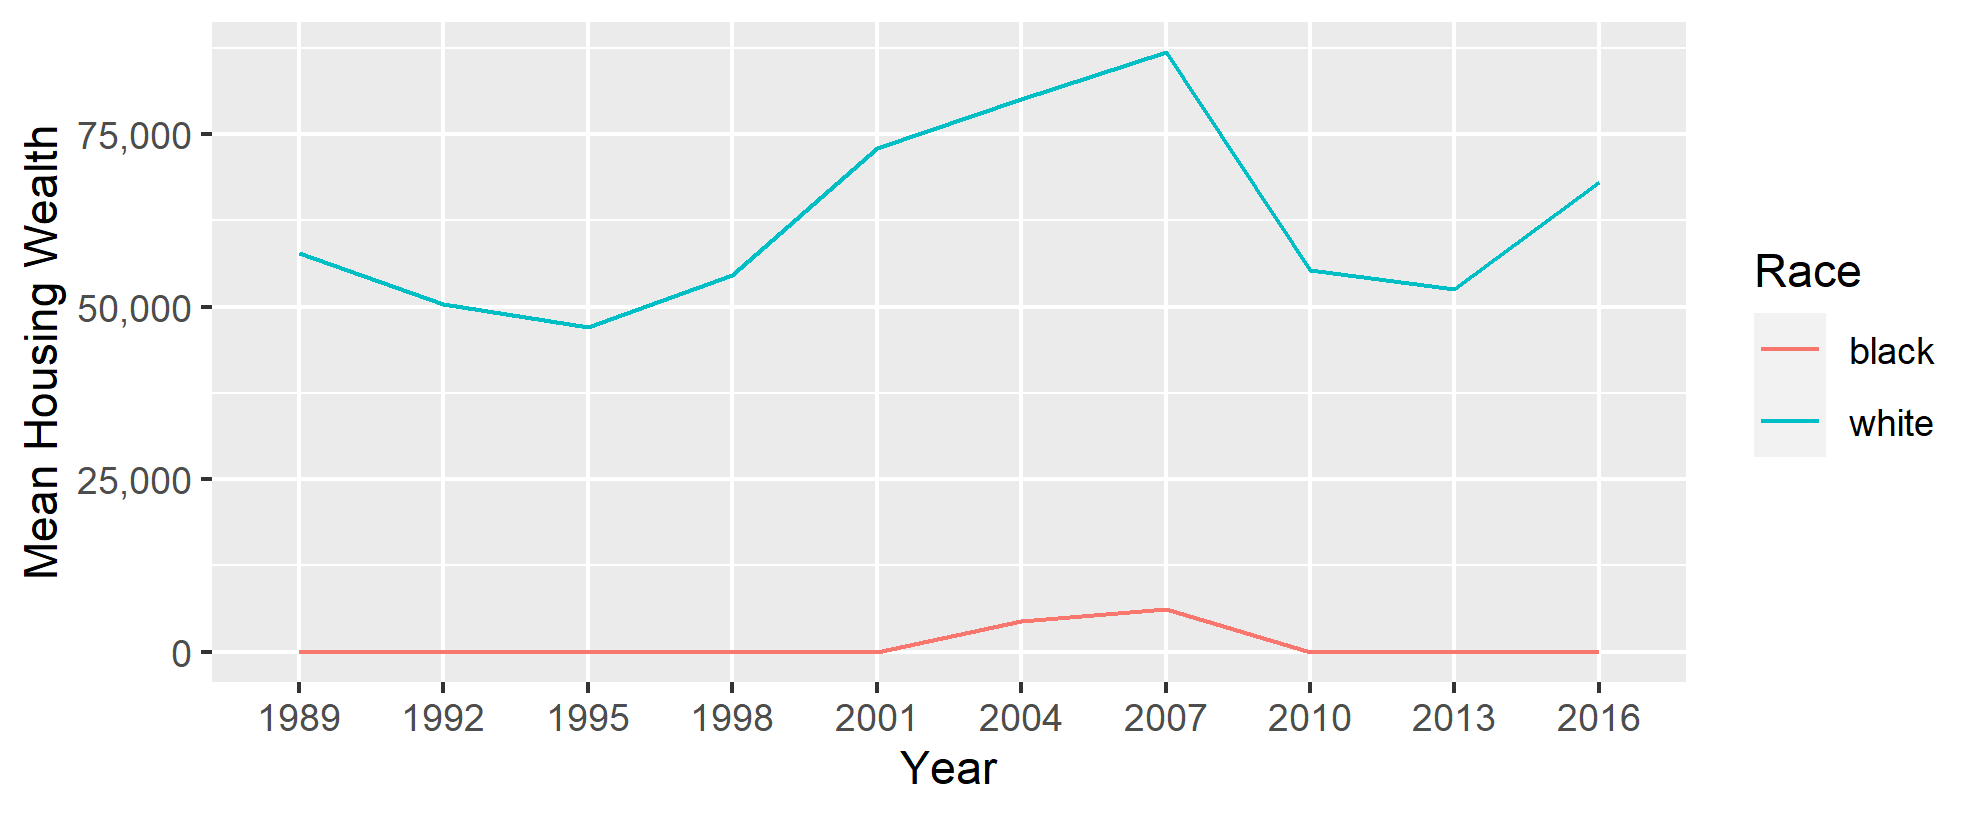 Mean Housing Wealth
75,000
50,000
25,000
0
1989 1992 1995 1998 2001 2004 2007 2010 2013 2016
Year
Race
black
white